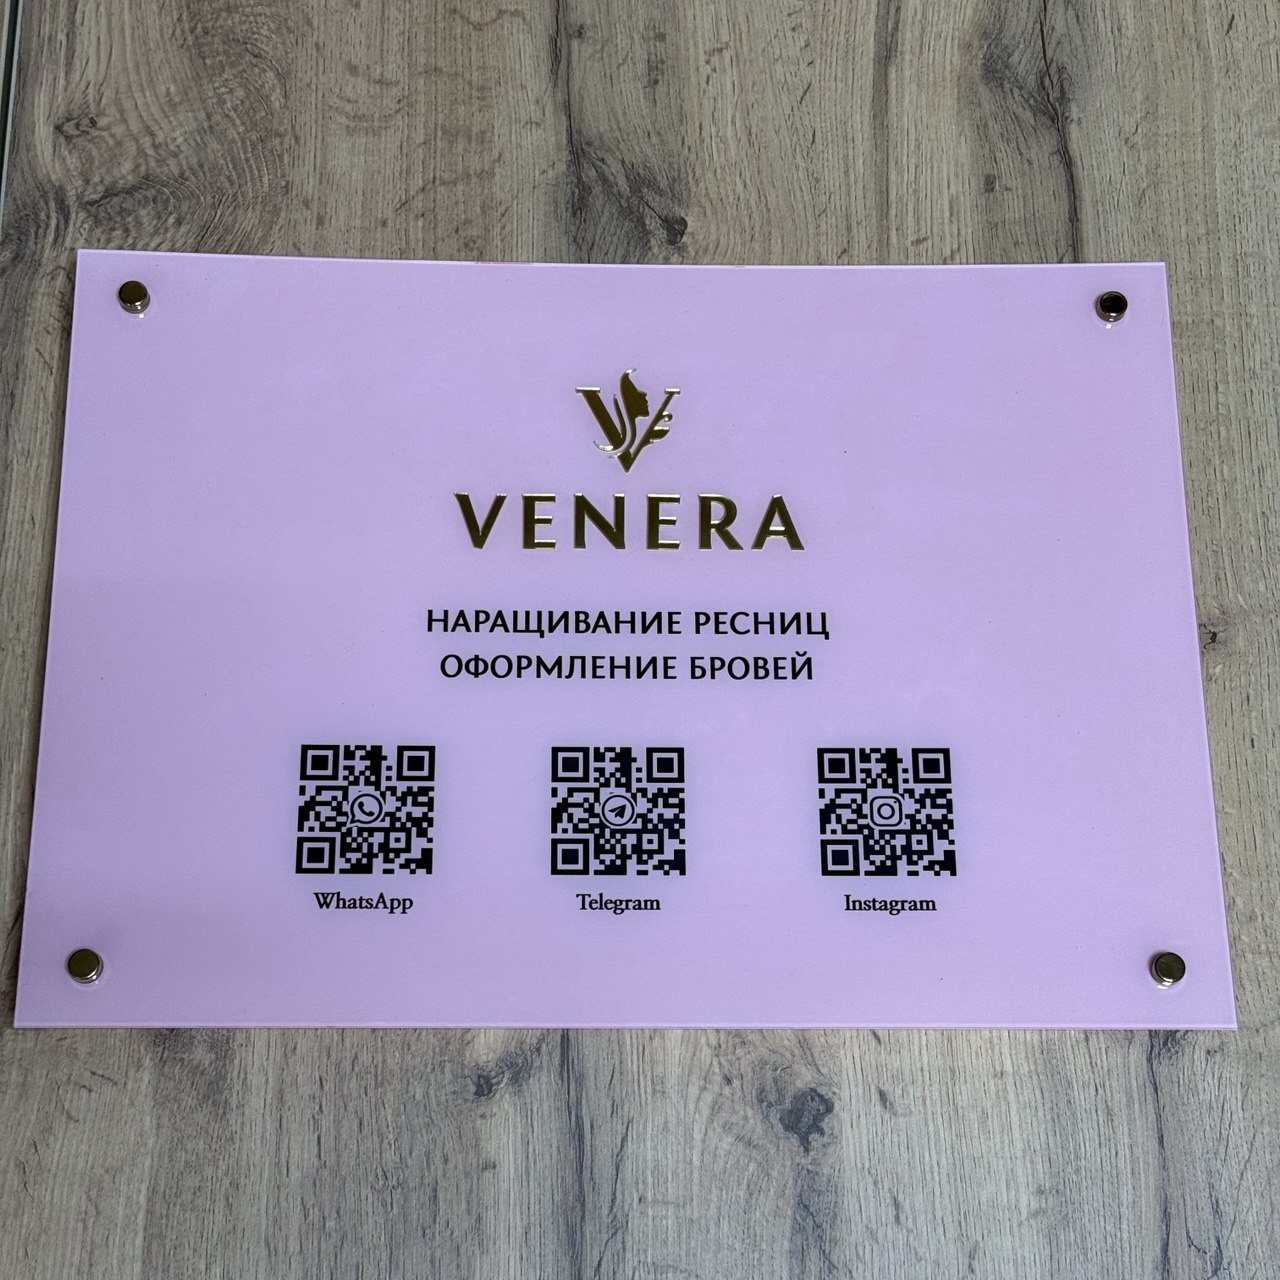 VENERA
НАРАЩИВАНИЕ РЕСНИЦ
ОФОРМЛЕНИЕ БРОВЕЙ
WhatsApp
Telegram
Instagram